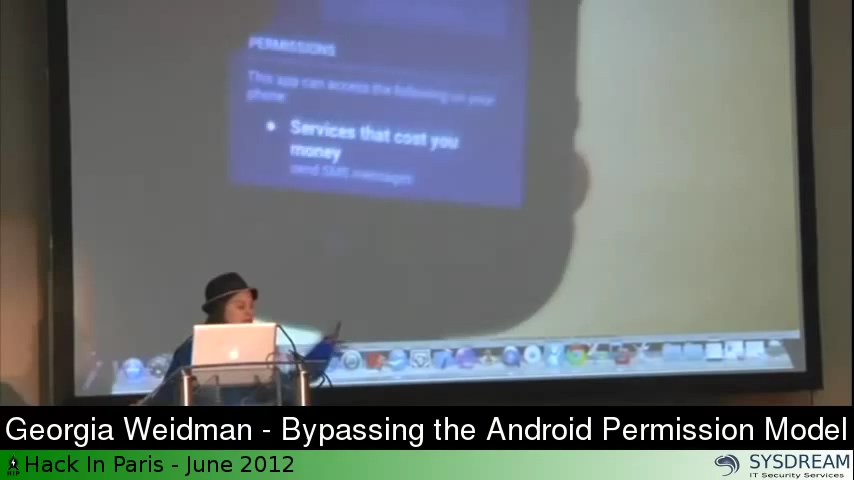 PERMISSIONS
This app can access the following on your
phone:
Services that cost you
money
send SMS messages
Georgia Weidman - Bypassing the Android Permission Model
HIP
Hack In Paris - June 2012
SYSDREAM
IT Security Services